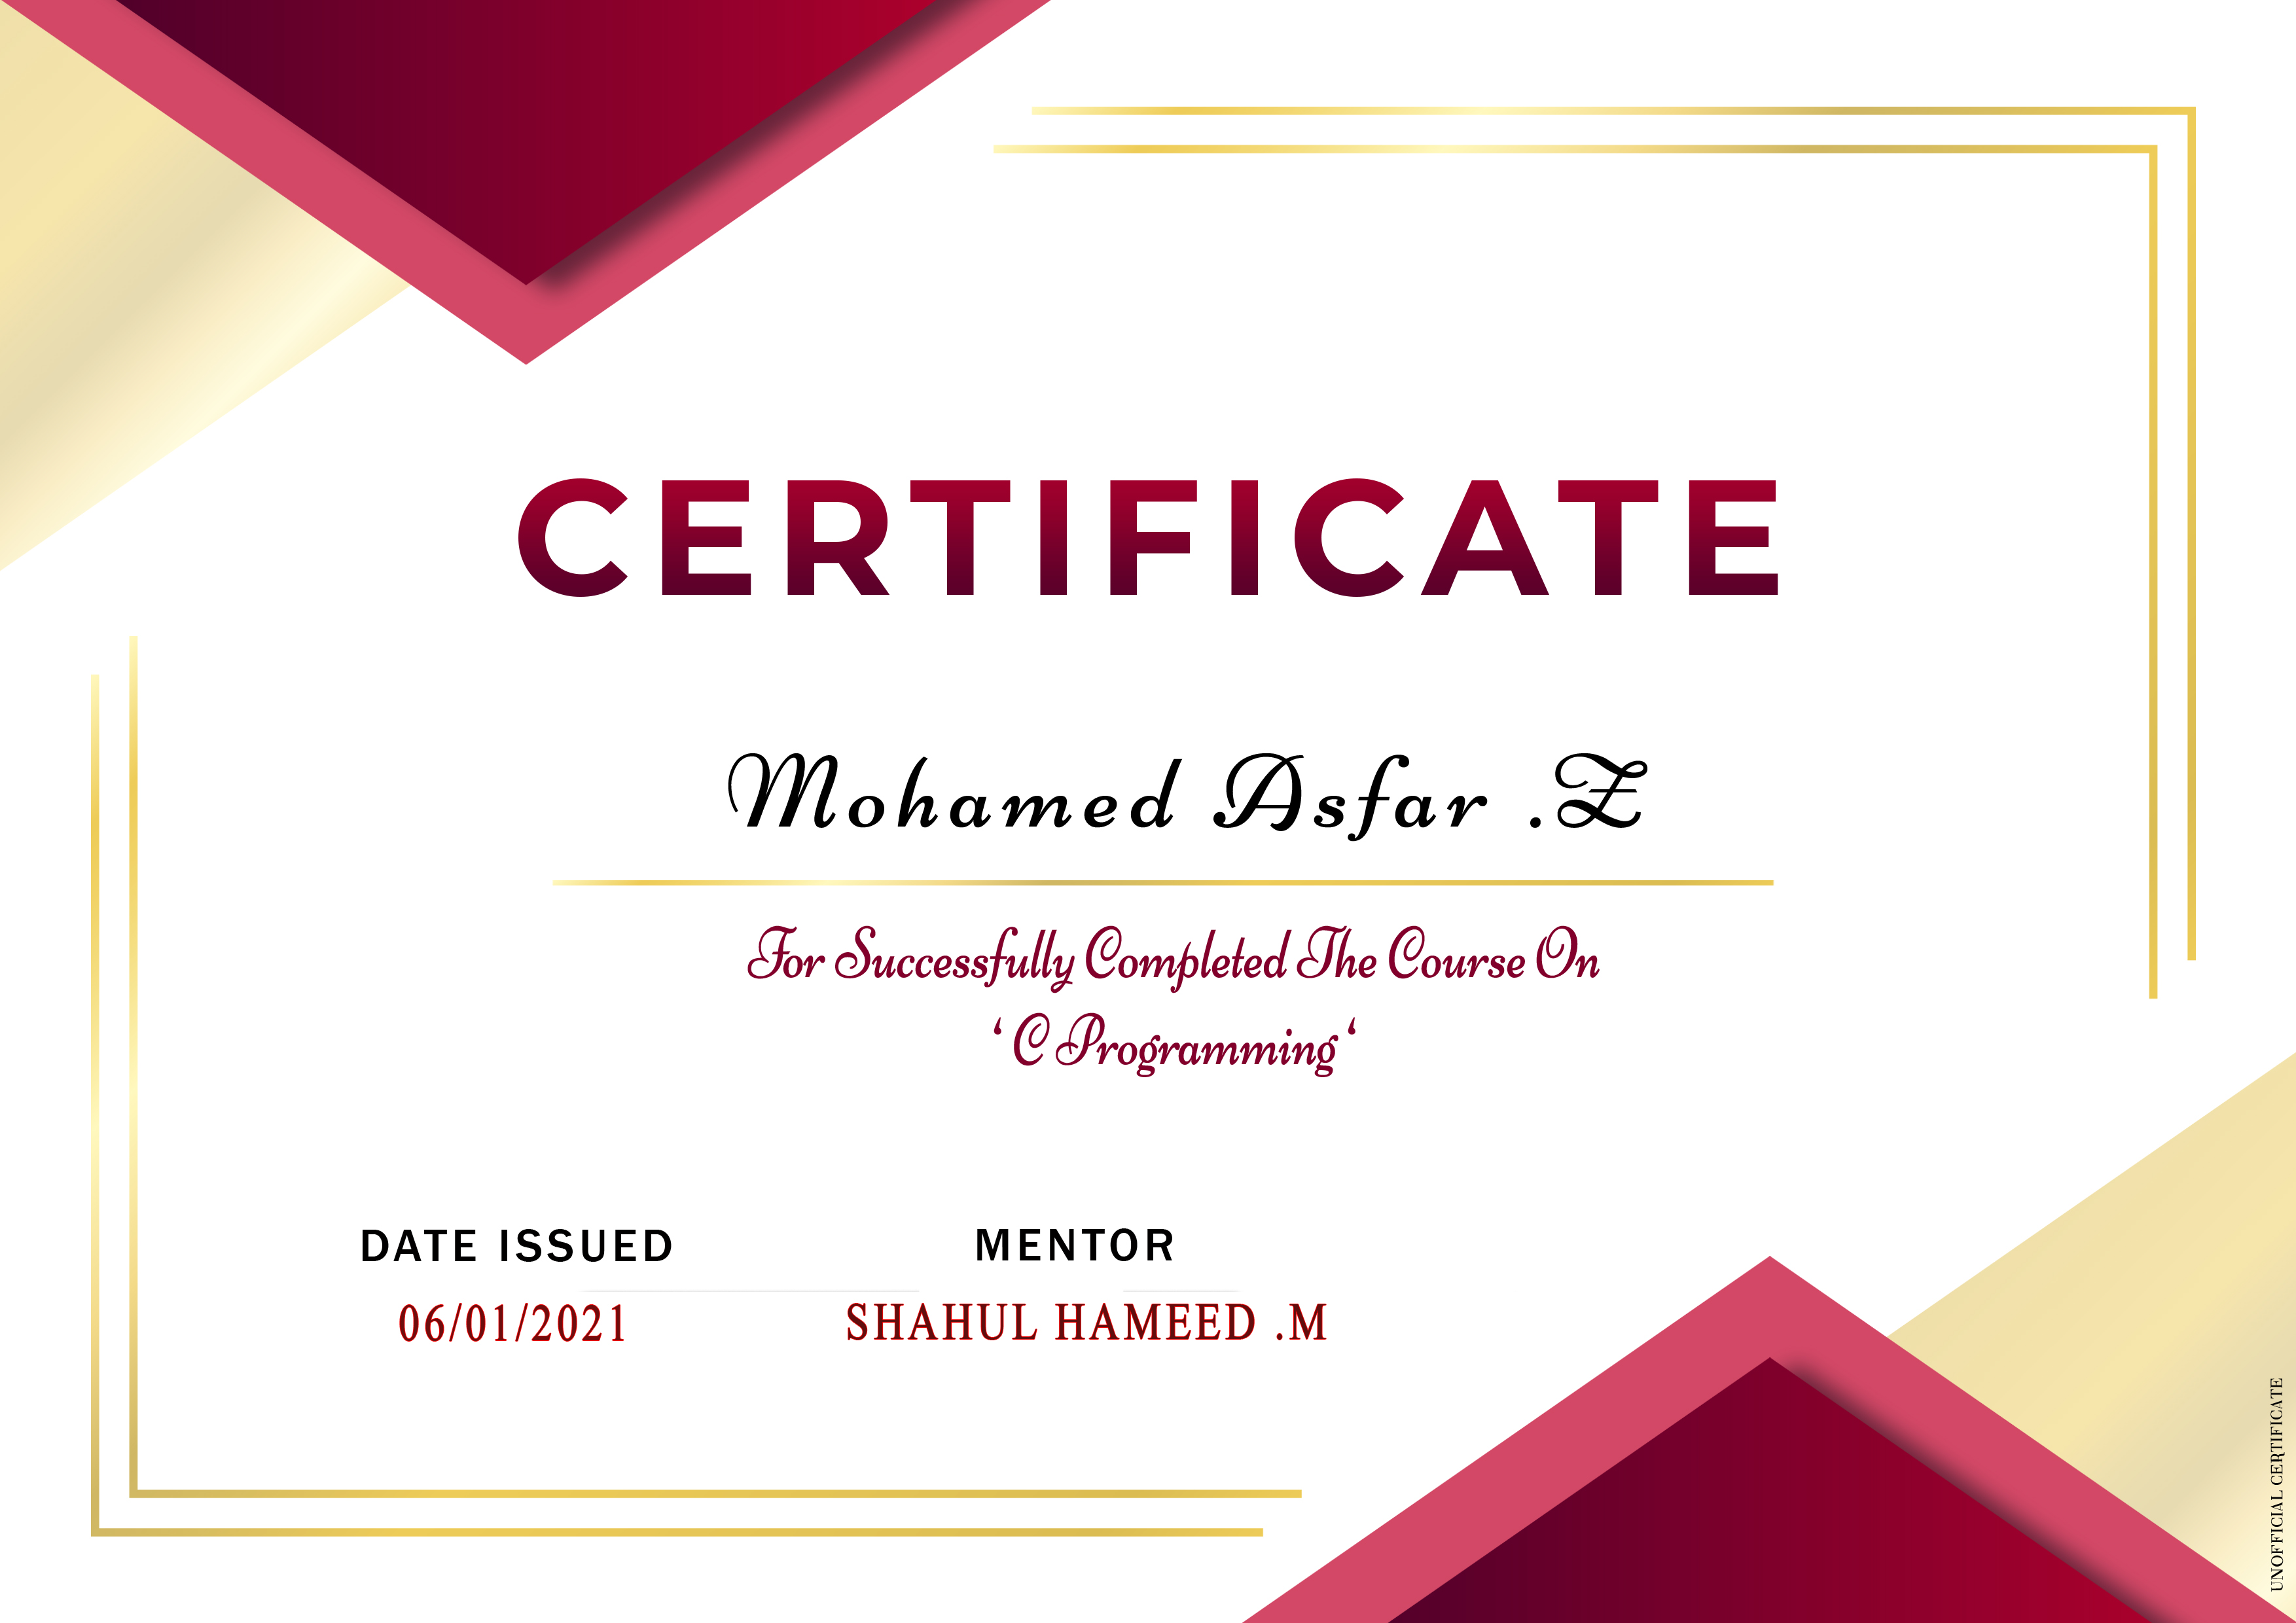 CERTIFICATE
Mohamed Asfar .Z
For Successfully Completed The Course On
‘ C Programming ‘
DATE ISSUED
06/01/2021
MENTOR
SHAHUL HAMEED .M
UNOFFICIAL CERTIFICATE